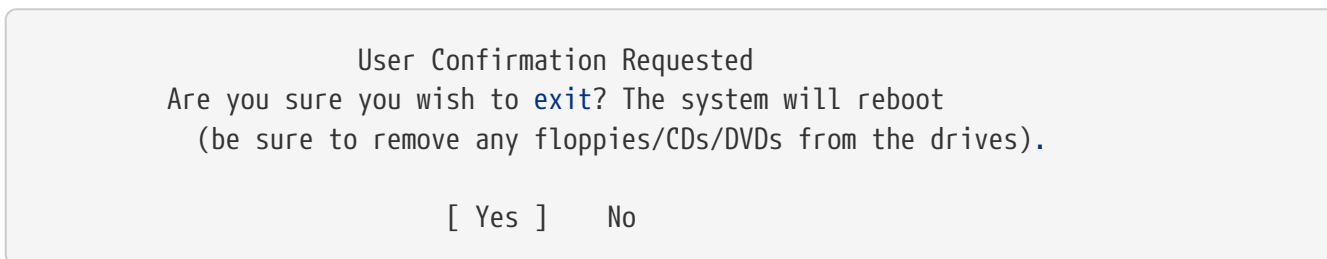 User Confirmation Requested
Are you sure you wish to exit? The system will reboot
(be sure to remove any floppies/CDs/DVDs from the drives).
[ Yes ] No